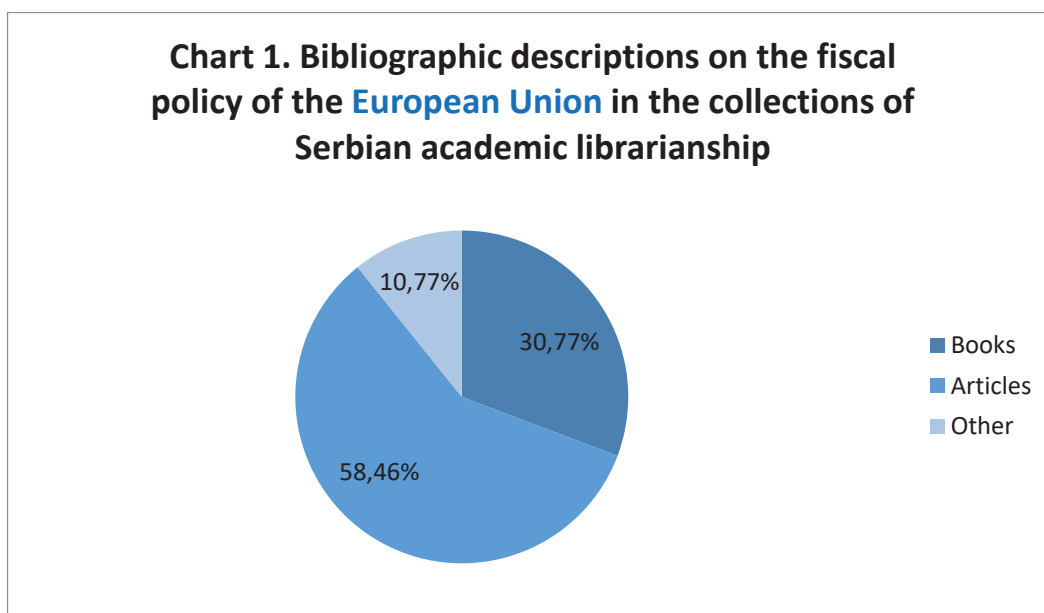 Chart 1. Bibliographic descriptions on the fiscal
policy of the European Union in the collections of
Serbian academic librarianship
10,77%
30,77%
58,46%
Books
Articles
Other